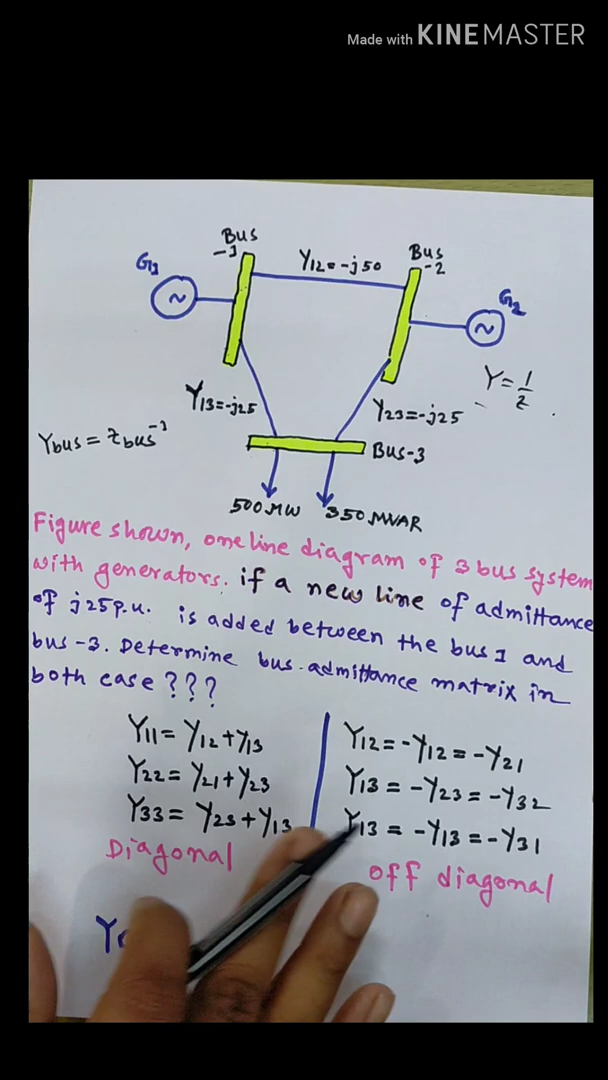 Made with KINEMASTER
Bus
-1
Y12=-j50
Bus
-2
G1
G2
Y13=-j25
Y23=-j25
Y=1/z
Ybus = zbus⁻¹
Bus-3
500MW 350MVAR
Figure shown, one line diagram of 3 bus system
with generators. if a new line of admittance
of j25p.u. is added between the bus 1 and
bus-3. Determine bus admittance matrix in
both case ???
Y11= Y12+Y13
Y22= Y21+Y23
Y33= Y23+Y13
Diagonal
Y12=-Y12=-Y21
Y13=-Y23=-Y32
Y13=-Y13=-Y31
off diagonal